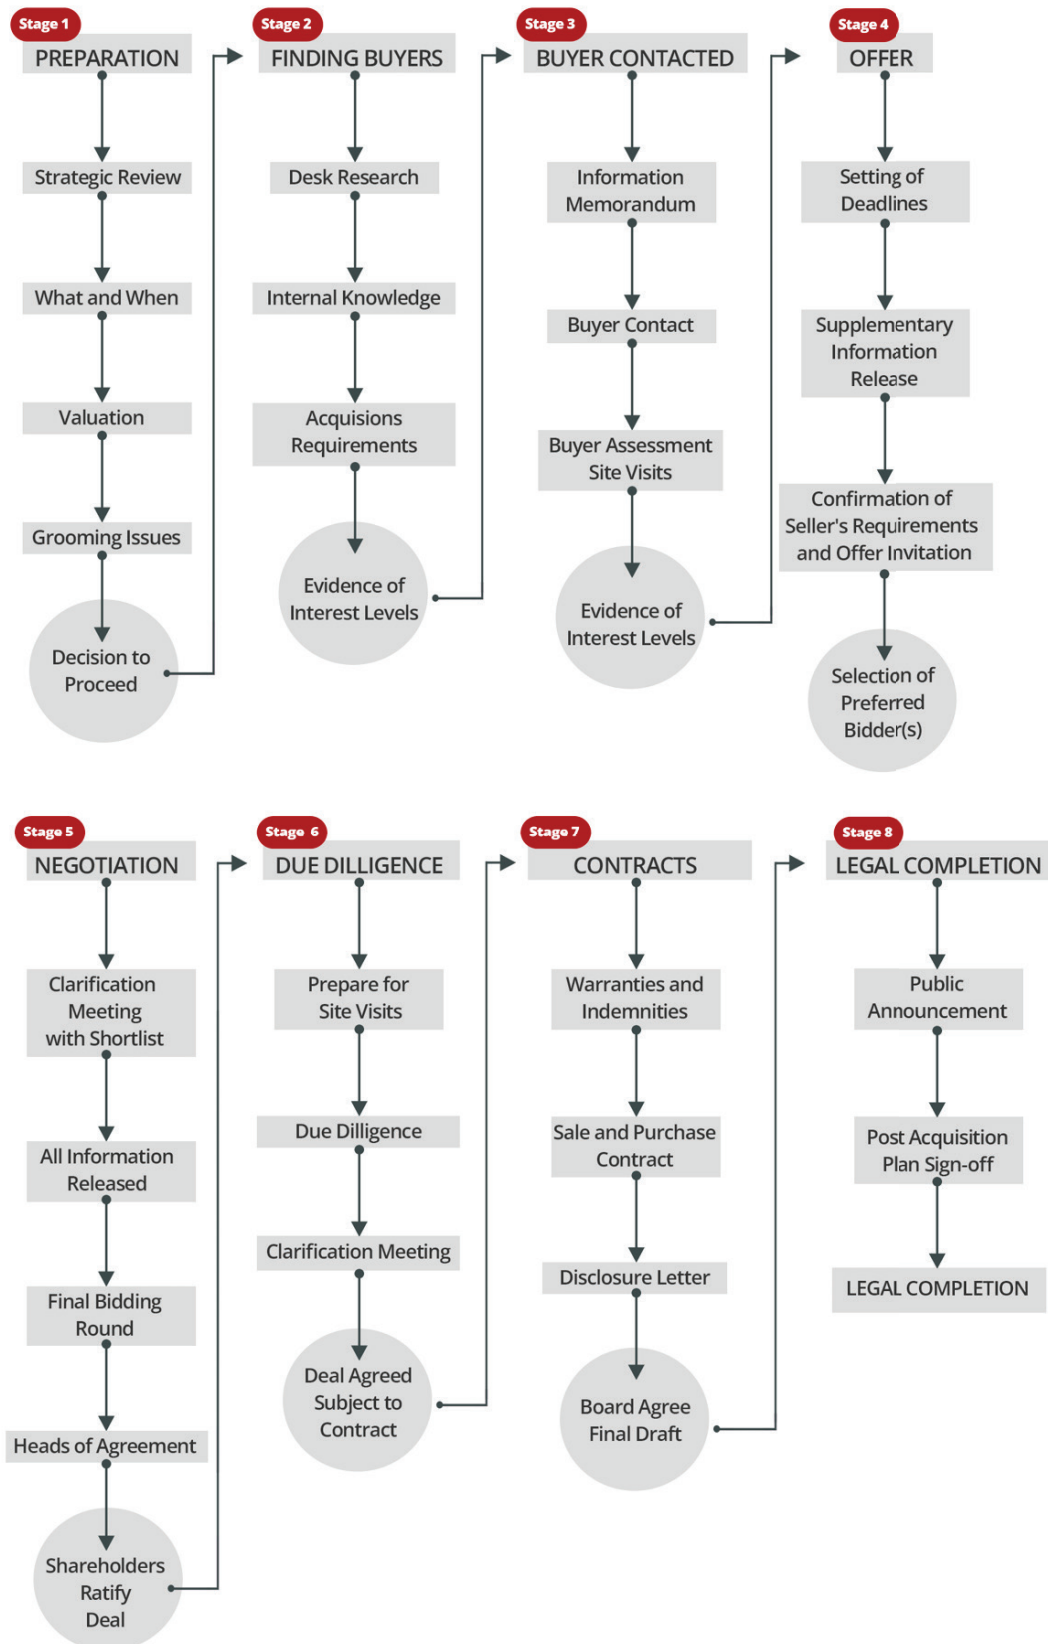 Stage 1
PREPARATION
Strategic Review
What and When
Valuation
Grooming Issues
Decision to
Proceed
Stage 2
FINDING BUYERS
Desk Research
Internal Knowledge
Acquisions
Requirements
Evidence of
Interest Levels
Stage 3
BUYER CONTACTED
Information
Memorandum
Buyer Contact
Buyer Assessment
Site Visits
Evidence of
Interest Levels
Stage 4
OFFER
Setting of
Deadlines
Supplementary
Information
Release
Confirmation of
Seller's Requirements
and Offer Invitation
Selection of
Preferred
Bidder(s)
Stage 5
NEGOTIATION
Clarification
Meeting
with Shortlist
All Information
Released
Final Bidding
Round
Heads of Agreement
Shareholders
Ratify
Deal
Stage 6
DUE DILLIGENCE
Prepare for
Site Visits
Due Dilligence
Clarification Meeting
Deal Agreed
Subject to
Contract
Stage 7
CONTRACTS
Warranties and
Indemnities
Sale and Purchase
Contract
Disclosure Letter
Board Agree
Final Draft
Stage 8
LEGAL COMPLETION
Public
Announcement
Post Acquisition
Plan Sign-off
LEGAL COMPLETION